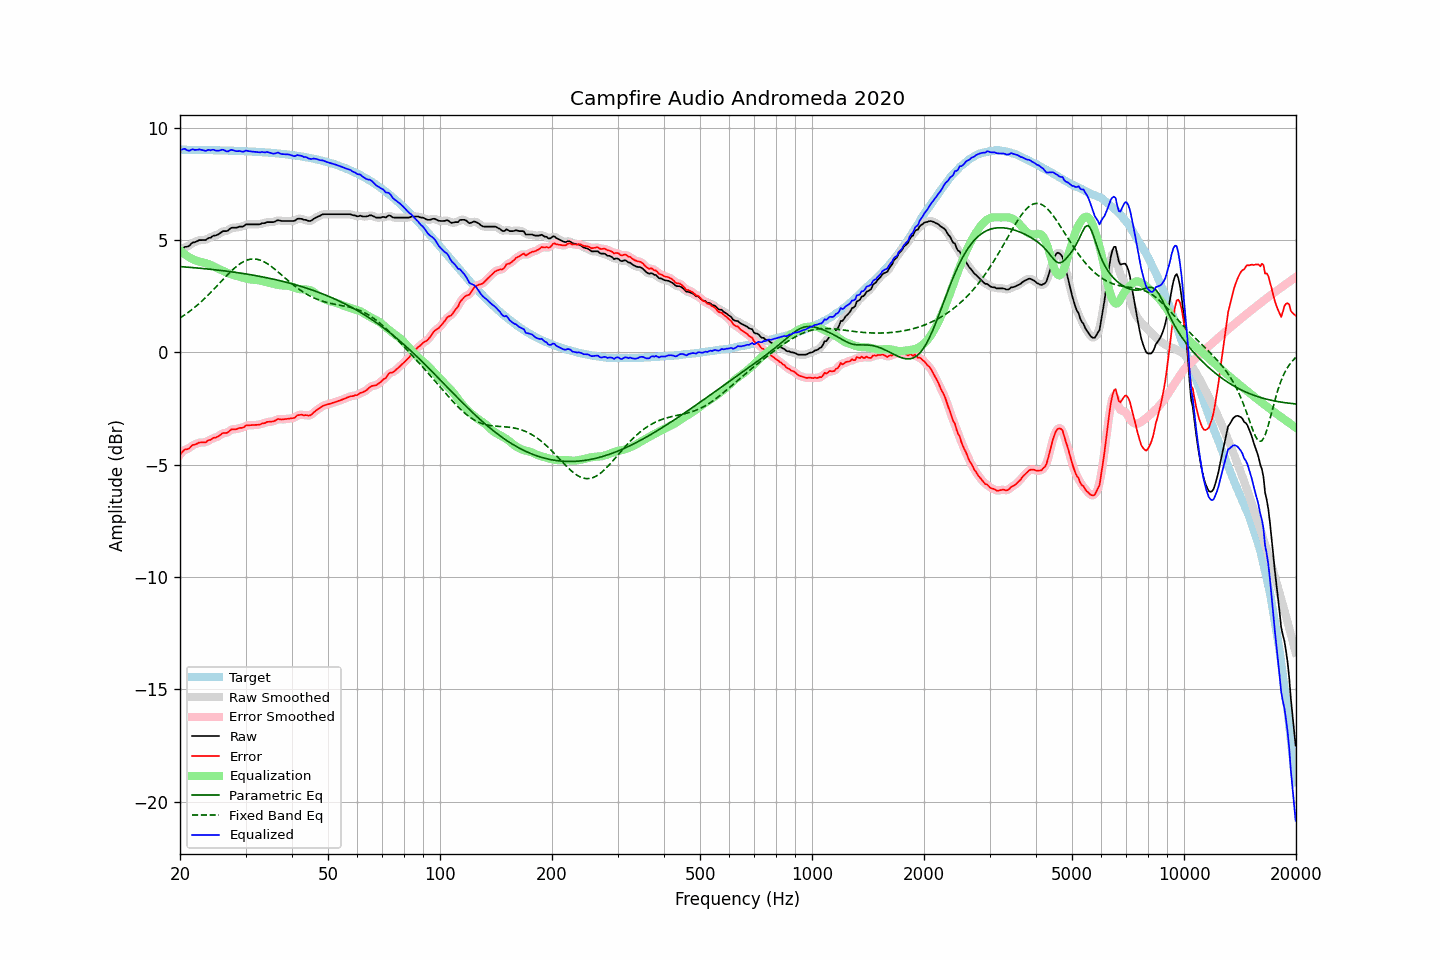 Campfire Audio Andromeda 2020
Amplitude (dBr)
10
5
0
−5
−10
−15
−20
Target
Raw Smoothed
Error Smoothed
Raw
Error
Equalization
Parametric Eq
Fixed Band Eq
Equalized
20 50 100 200 500 1000 2000 5000 10000 20000
Frequency (Hz)